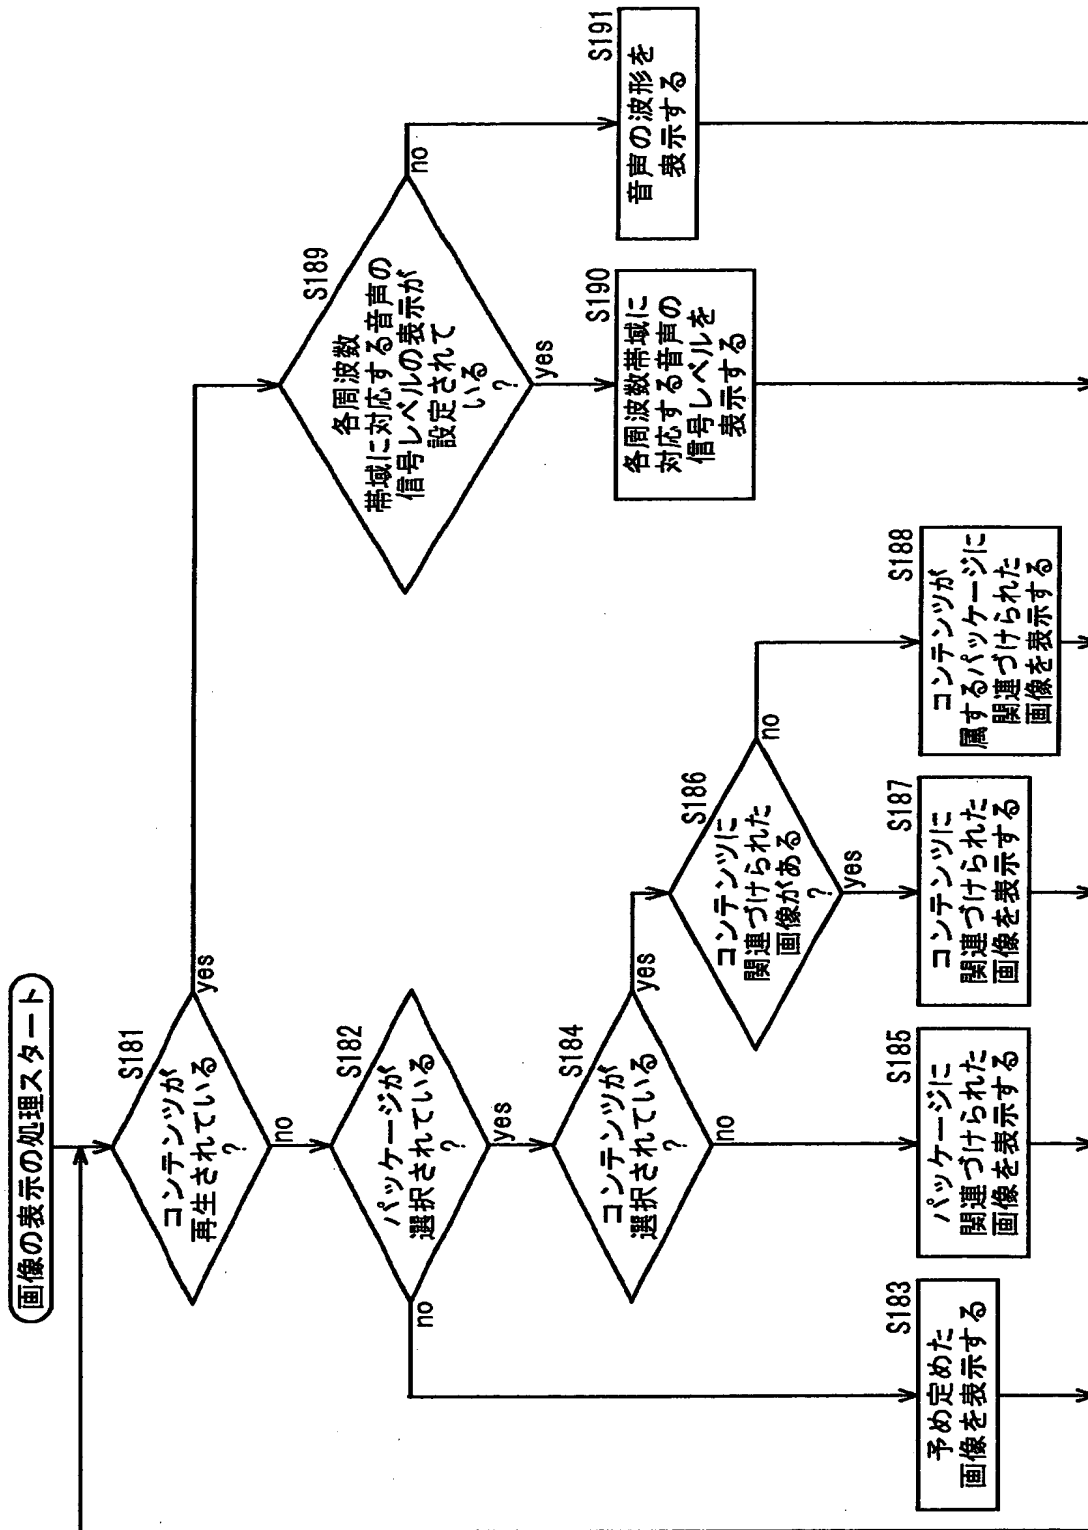 画像の表示の処理スタート
S181
コンテンツが
再生されている
?
yes
no
S182
パッケージが
選択されている
?
yes
no
S184
コンテンツが
選択されている
?
yes
no
S186
コンテンツに
関連づけられた
画像がある
?
yes
no
S189
各周波数
帯域に対応する音声の
信号レベルの表示が
設定されて
いる
?
yes
no
S183
予め定めた
画像を表示する
S185
パッケージに
関連づけられた
画像を表示する
S187
コンテンツに
関連づけられた
画像を表示する
S188
コンテンツが
属するパッケージに
関連づけられた
画像を表示する
S190
各周波数帯域に
対応する音声の
信号レベルを
表示する
S191
音声の波形を
表示する